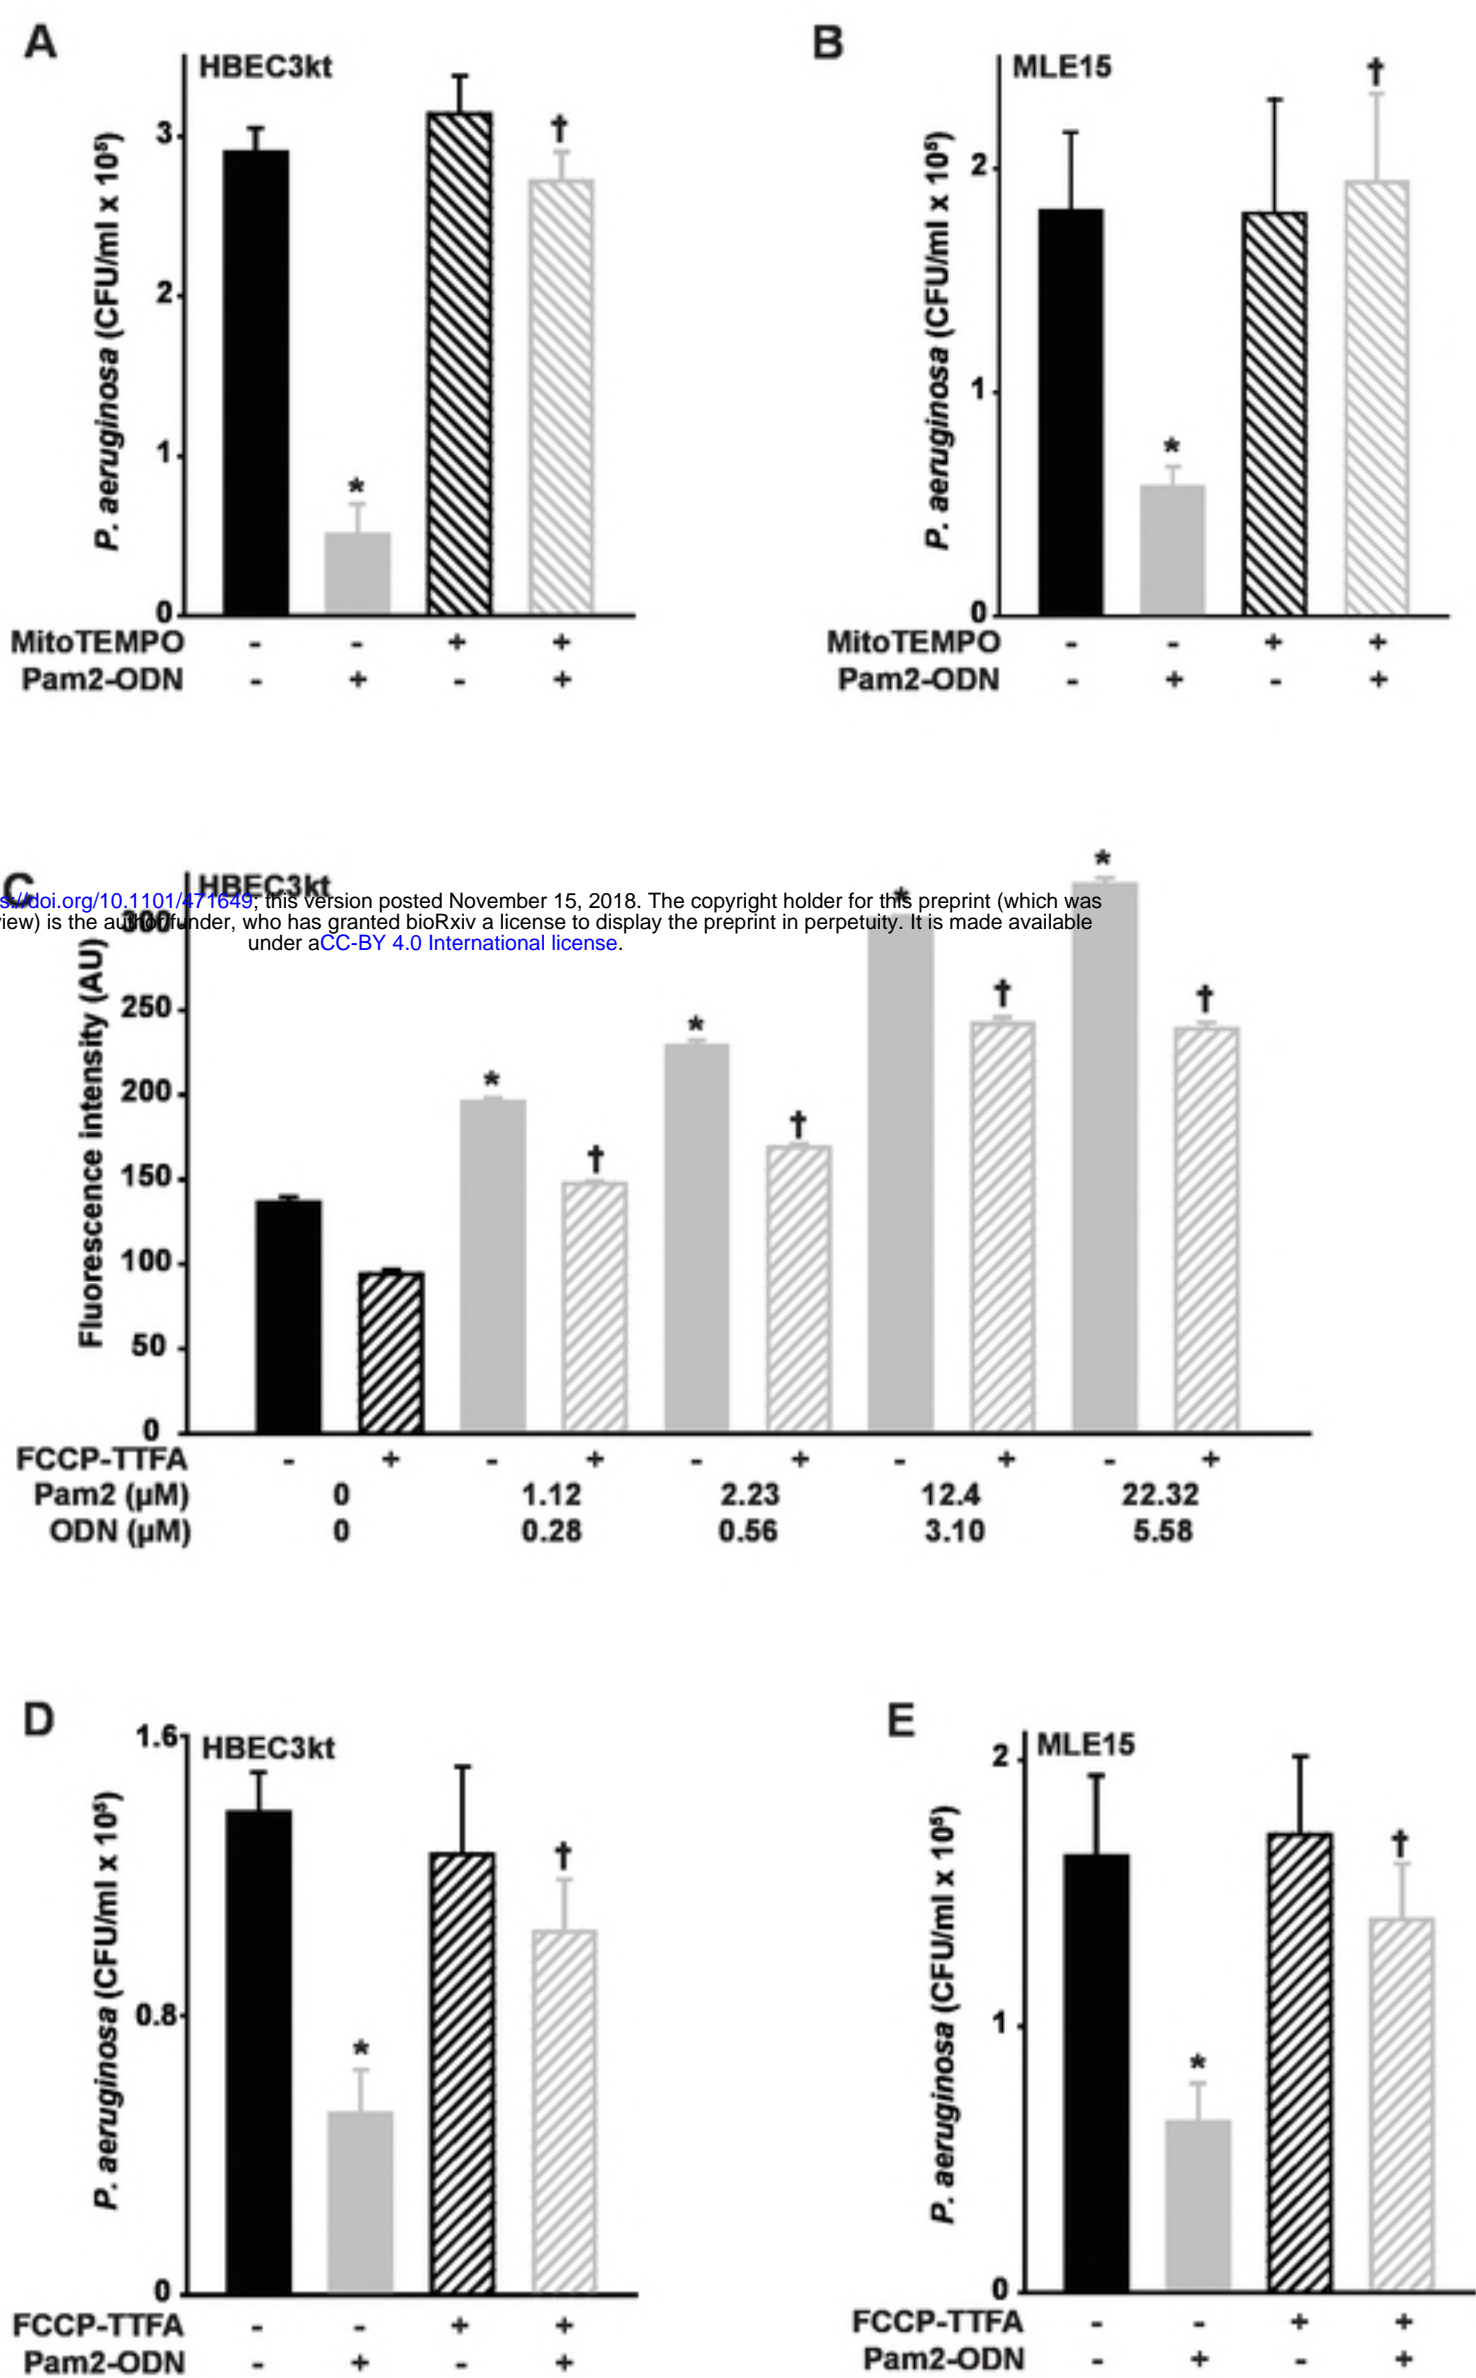 A
HBEC3kt
P. aeruginosa (CFU/ml x 10⁵)
3
2
1
0
MitoTEMPO - - + +
Pam2-ODN - + - +
*
†
B
MLE15
P. aeruginosa (CFU/ml x 10⁵)
2
1
0
MitoTEMPO - - + +
Pam2-ODN - + - +
*
†
C
HBEC3kt
s://doi.org/10.1101/471649; this version posted November 15, 2018. The copyright holder for this preprint (which was
iew) is the author/funder, who has granted bioRxiv a license to display the preprint in perpetuity. It is made available
under aCC-BY 4.0 International license.
Fluorescence intensity (AU)
300
250
200
150
100
50
0
* † * † * † * †
FCCP-TTFA - + - + - + - + - +
Pam2 (µM) 0 1.12 2.23 12.4 22.32
ODN (µM) 0 0.28 0.56 3.10 5.58
D
HBEC3kt
P. aeruginosa (CFU/ml x 10⁵)
1.6
0.8
0
*
†
FCCP-TTFA - - + +
Pam2-ODN - + - +
E
MLE15
P. aeruginosa (CFU/ml x 10⁵)
2
1
0
*
†
FCCP-TTFA - - + +
Pam2-ODN - + - +